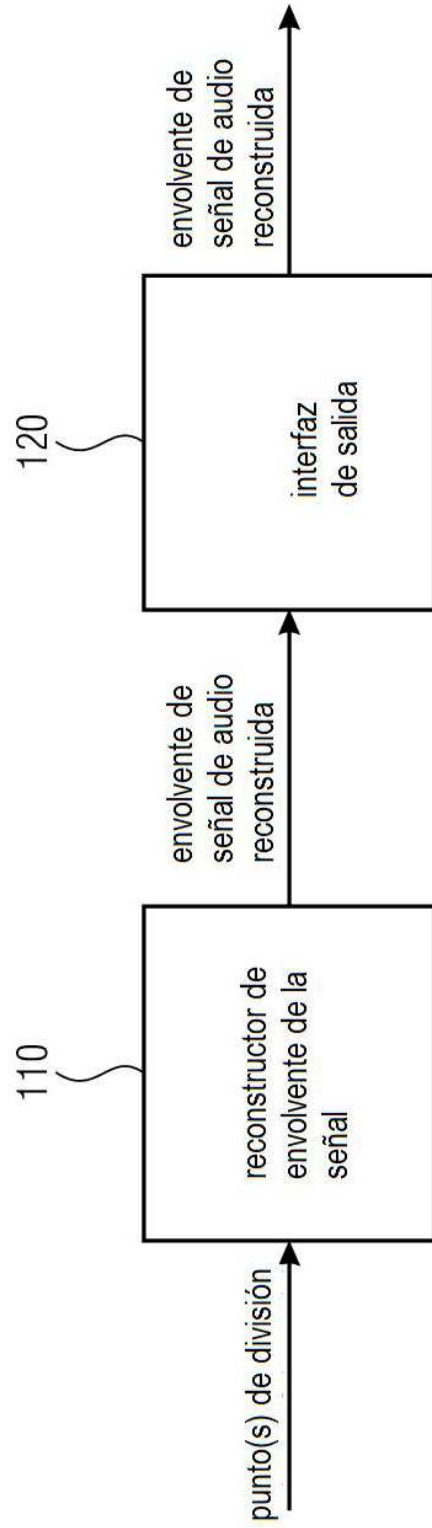 punto(s) de división
110
reconstructor de
envolvente de la
señal
envolvente de
señal de audio
reconstruida
120
interfaz
de salida
envolvente de
señal de audio
reconstruida